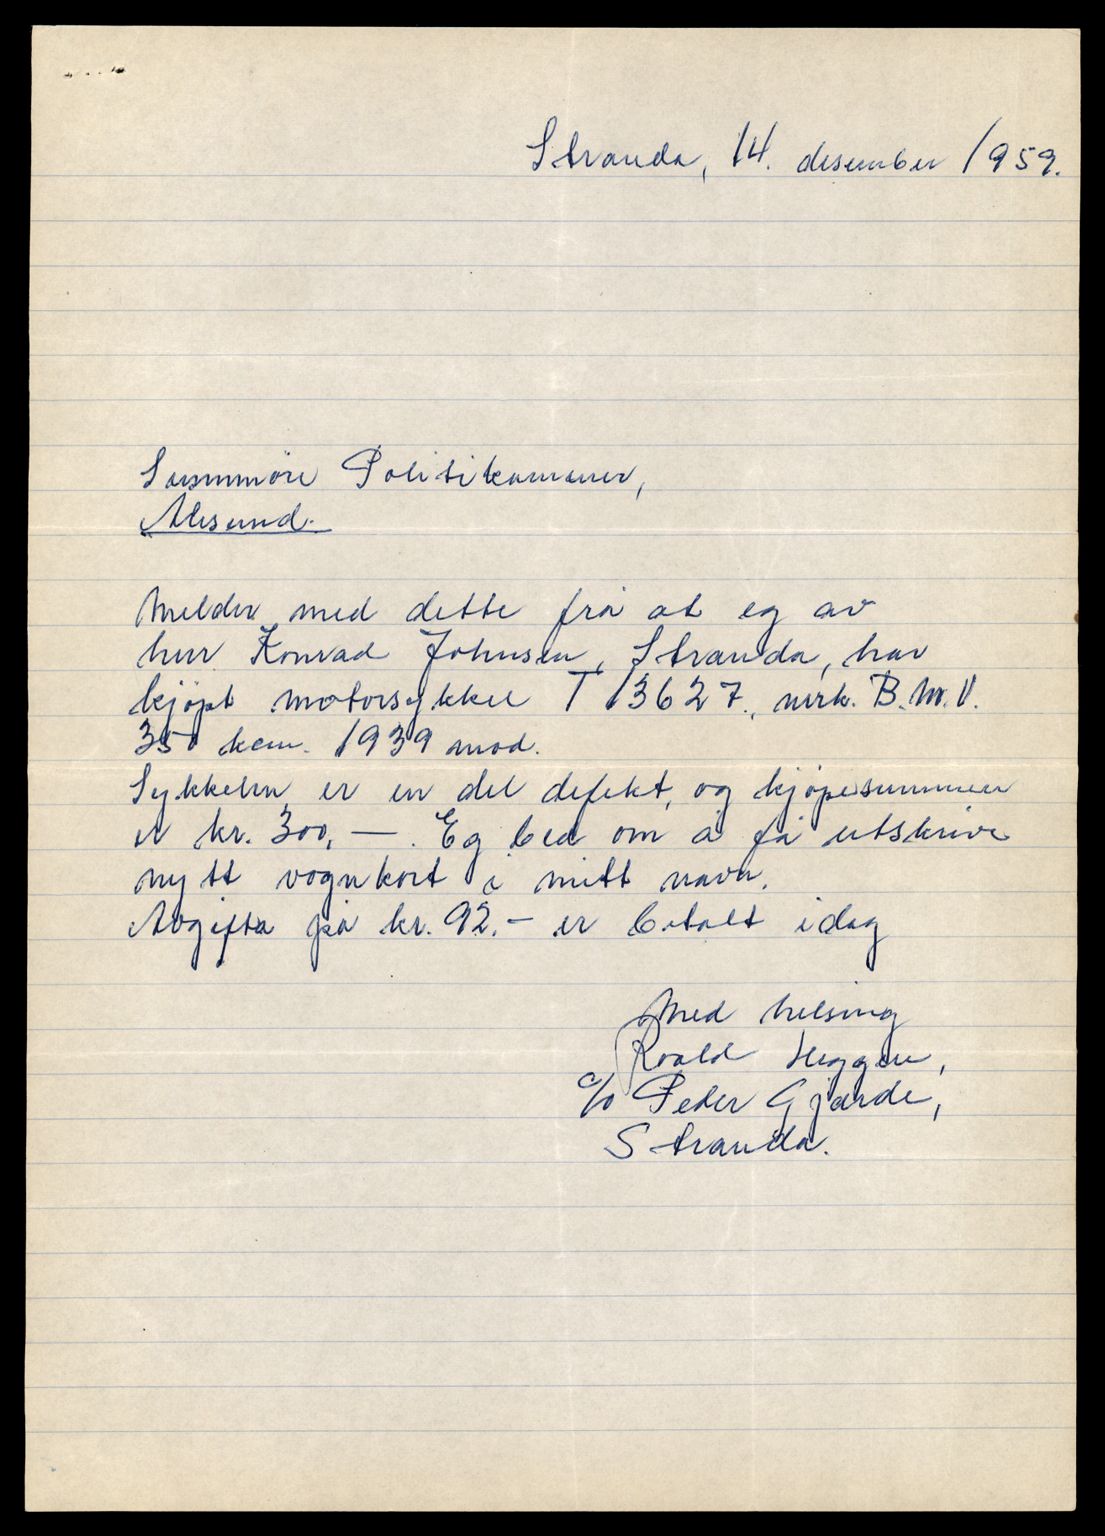 Stranda, 14. desember 1959.
Sunnmøre Politikammer,
Ålesund.
Melder med dette frå at eg av
herr Konrad Johnsen, Stranda, har
kjøpt motorsykkel T 13627., merk. B.M.V.
350 kcm. 1939 mod.
Sykkelen er en del defekt, og kjøpesummen
er kr. 300,— . Eg bed om å få utskrive
nytt vognkort i mitt navn.
Avgifta på kr. 92.- er betalt idag
Med helsing
Roald Heggen,
c/o Peder Gjærde,
Stranda.